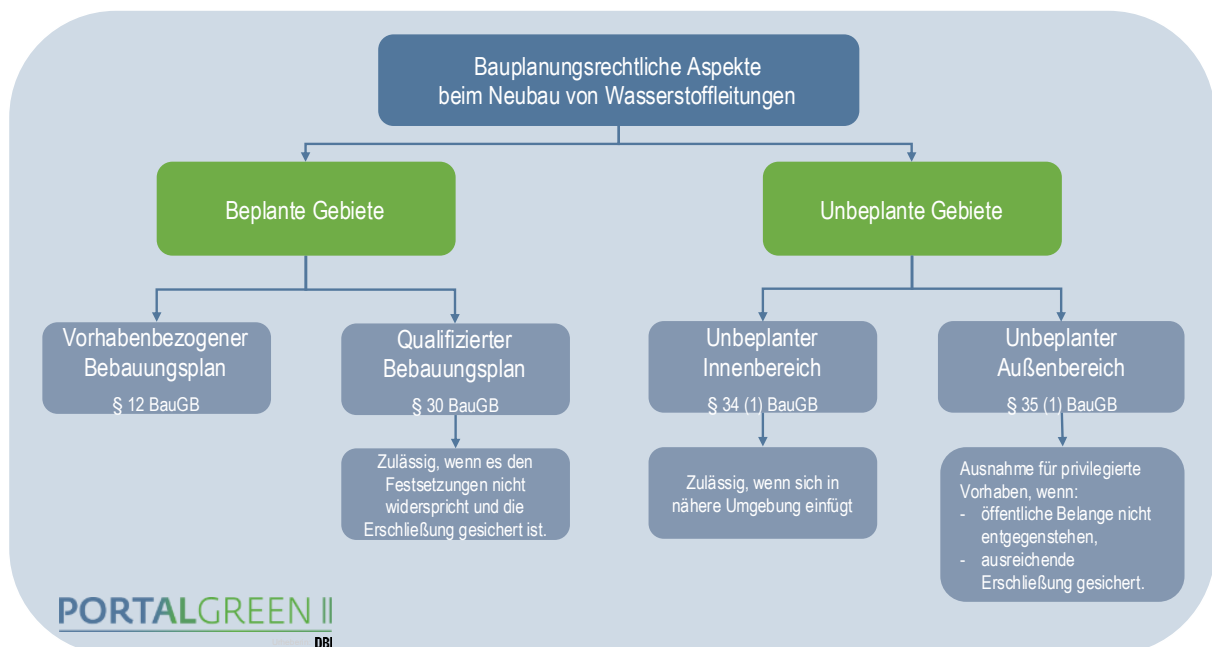 Bauplanungsrechtliche Aspekte
beim Neubau von Wasserstoffleitungen
Beplante Gebiete
Unbeplante Gebiete
Vorhabenbezogener
Bebauungsplan
§ 12 BauGB
Qualifizierter
Bebauungsplan
§ 30 BauGB
Unbeplanter
Innenbereich
§ 34 (1) BauGB
Unbeplanter
Außenbereich
§ 35 (1) BauGB
Zulässig, wenn es den
Festsetzungen nicht
widerspricht und die
Erschließung gesichert ist.
Zulässig, wenn sich in
nähere Umgebung einfügt
Ausnahme für privilegierte
Vorhaben, wenn:
- öffentliche Belange nicht
entgegenstehen,
- ausreichende
Erschließung gesichert.
PORTALGREEN II
DBI